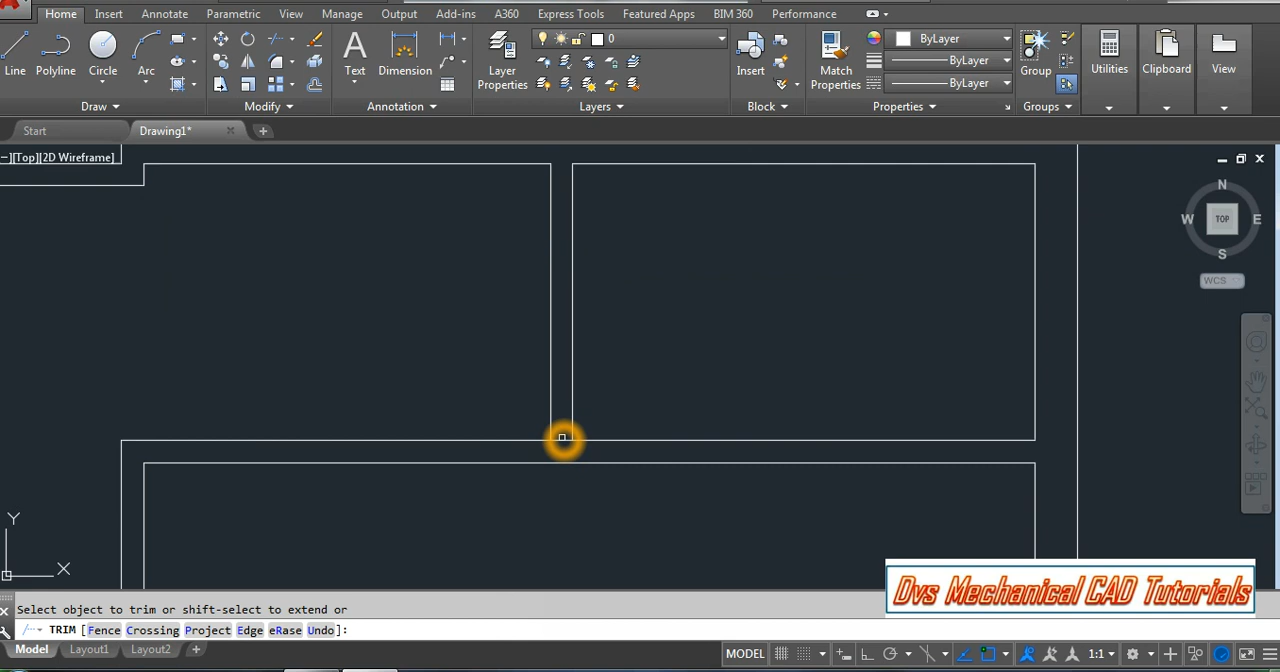 Home Insert Annotate Parametric View Manage Output Add-ins A360 Express Tools Featured Apps BIM 360 Performance
0 ByLayer
ByLayer
ByLayer
Line Polyline Circle Arc Text Dimension Layer Properties Insert Match Properties Group Utilities Clipboard View
Draw Modify Annotation Layers Block Properties Groups
Start Drawing1*
−][Top][2D Wireframe]
N
W TOP E
S
WCS
Y
X
Dvs Mechanical CAD Tutorials
Select object to trim or shift-select to extend or
TRIM [Fence Crossing Project Edge eRase Undo]:
Model Layout1 Layout2 + MODEL 1:1